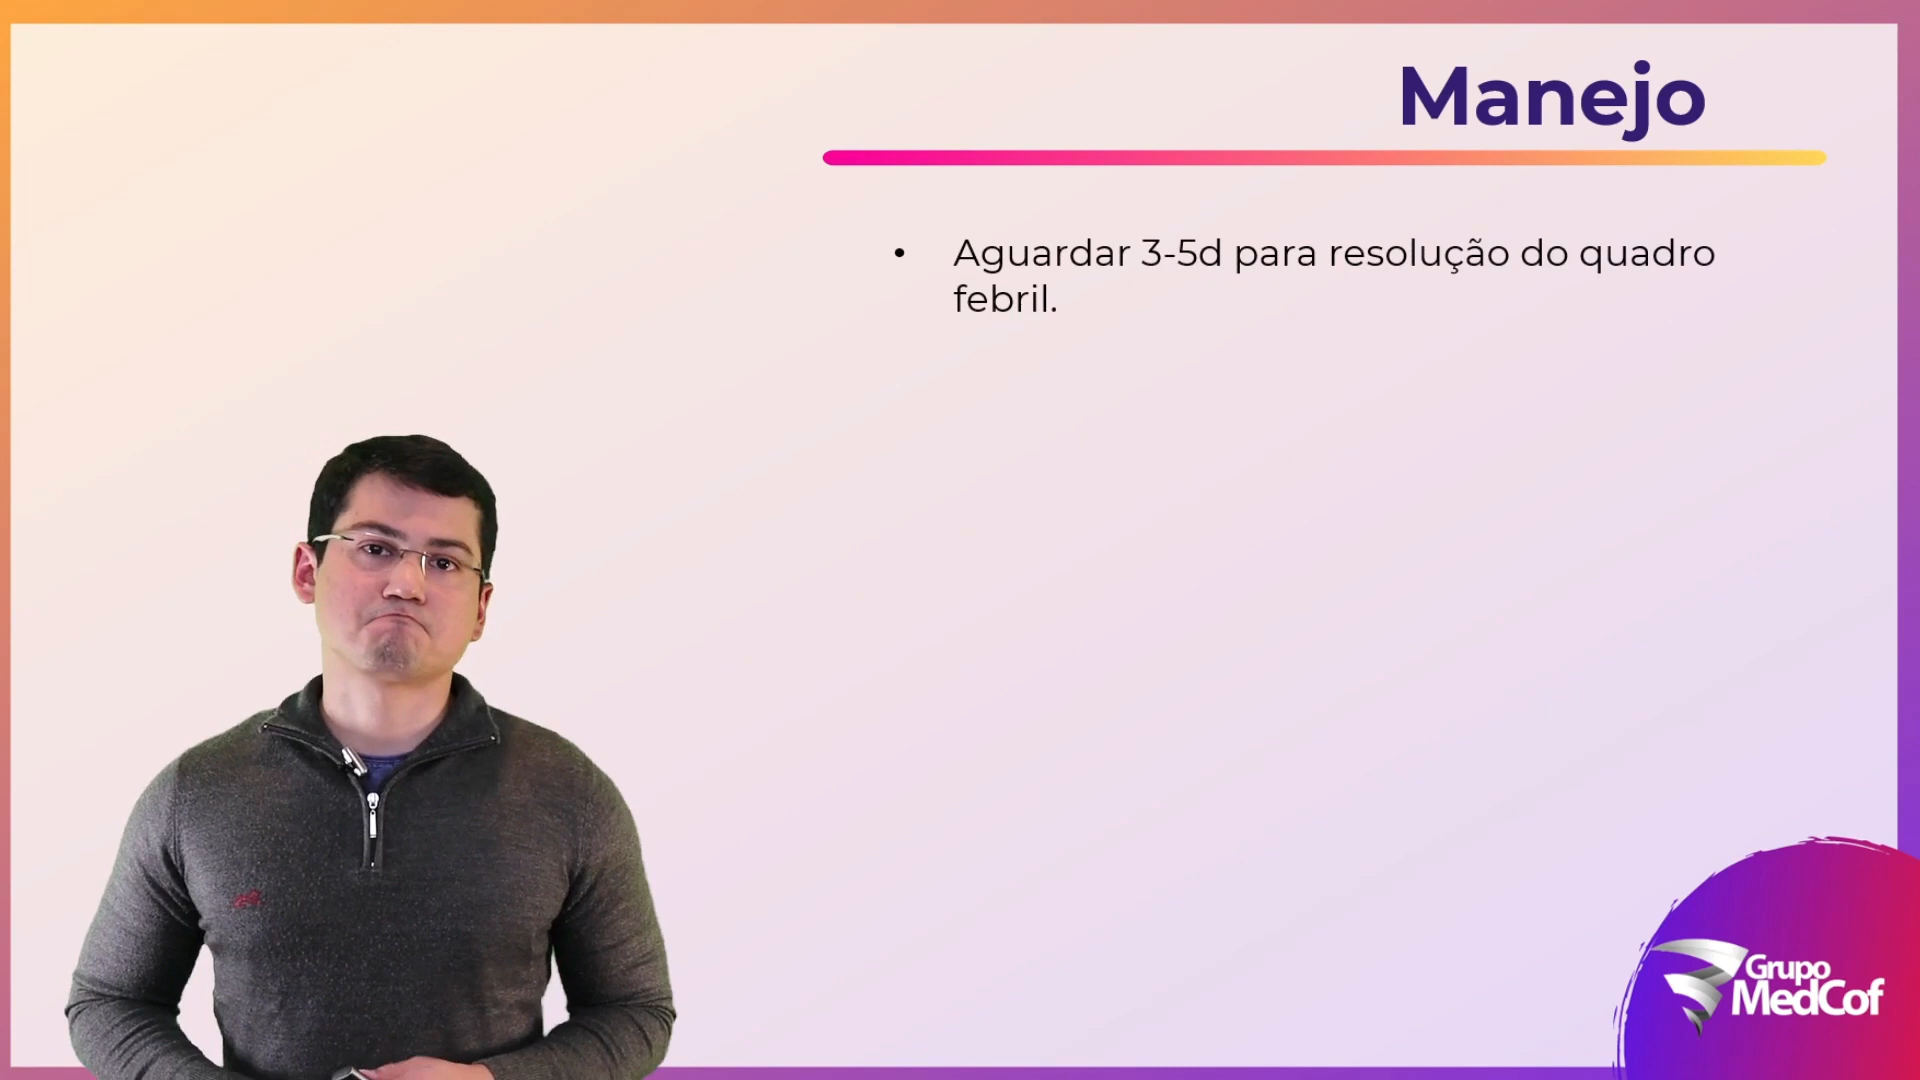 Manejo
• Aguardar 3-5d para resolução do quadro
febril.
Grupo
MedCof